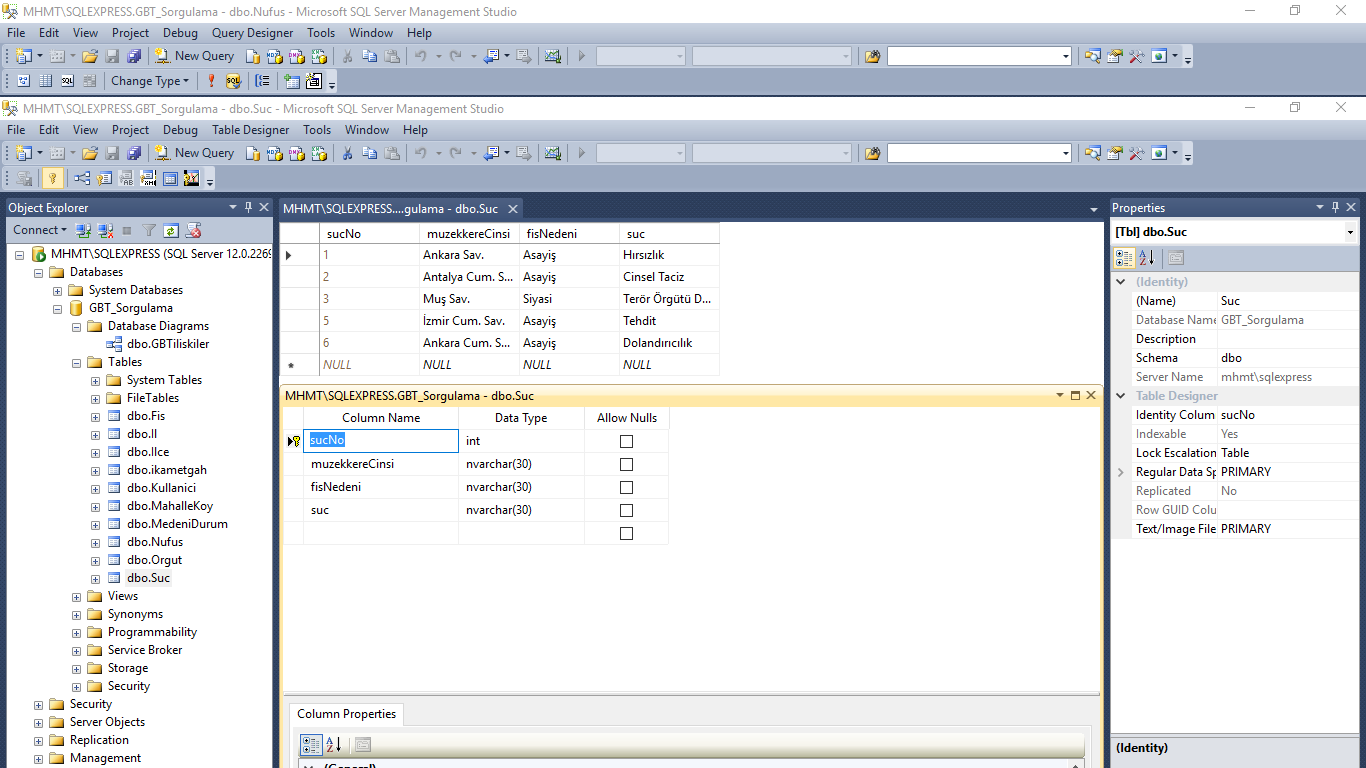 MHMT\SQLEXPRESS.GBT_Sorgulama - dbo.Nufus - Microsoft SQL Server Management Studio
File Edit View Project Debug Query Designer Tools Window Help
New Query
Change Type
MHMT\SQLEXPRESS.GBT_Sorgulama - dbo.Suc - Microsoft SQL Server Management Studio
File Edit View Project Debug Table Designer Tools Window Help
New Query
Object Explorer
Connect
MHMT\SQLEXPRESS (SQL Server 12.0.2269
Databases
System Databases
GBT_Sorgulama
Database Diagrams
dbo.GBTiliskiler
Tables
System Tables
FileTables
dbo.Fis
dbo.Il
dbo.Ilce
dbo.ikametgah
dbo.Kullanici
dbo.MahalleKoy
dbo.MedeniDurum
dbo.Nufus
dbo.Orgut
dbo.Suc
Views
Synonyms
Programmability
Service Broker
Storage
Security
Security
Server Objects
Replication
Management
MHMT\SQLEXPRESS....gulama - dbo.Suc
sucNo muzekkereCinsi fisNedeni suc
1 Ankara Sav. Asayiş Hırsızlık
2 Antalya Cum. S... Asayiş Cinsel Taciz
3 Muş Sav. Siyasi Terör Örgütü D...
5 İzmir Cum. Sav. Asayiş Tehdit
6 Ankara Cum. S... Asayiş Dolandırıcılık
NULL NULL NULL NULL
MHMT\SQLEXPRESS.GBT_Sorgulama - dbo.Suc
Column Name Data Type Allow Nulls
sucNo int
muzekkereCinsi nvarchar(30)
fisNedeni nvarchar(30)
suc nvarchar(30)
Column Properties
(General)
Properties
[Tbl] dbo.Suc
(Identity)
(Name) Suc
Database Name GBT_Sorgulama
Description
Schema dbo
Server Name mhmt\sqlexpress
Table Designer
Identity Colum sucNo
Indexable Yes
Lock Escalation Table
Regular Data Sp PRIMARY
Replicated No
Row GUID Colu
Text/Image File PRIMARY
(Identity)